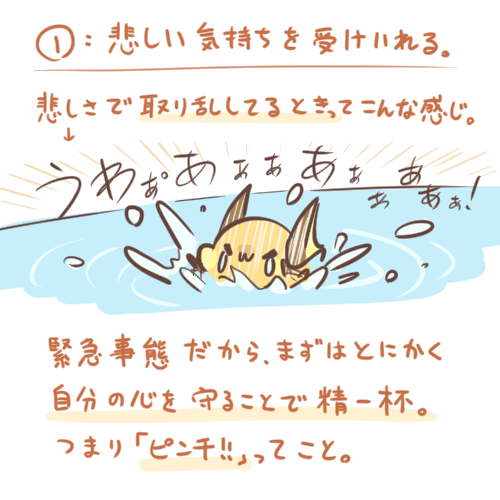 ①:悲しい気持ちを受けいれる。
悲しさで取り乱してるときってこんな感じ。
うわぁぁあぁぁあぁぁあぁぁ!
緊急事態だから、まずはとにかく
自分の心を守ることで精一杯。
つまり「ピンチ!!」ってこと。